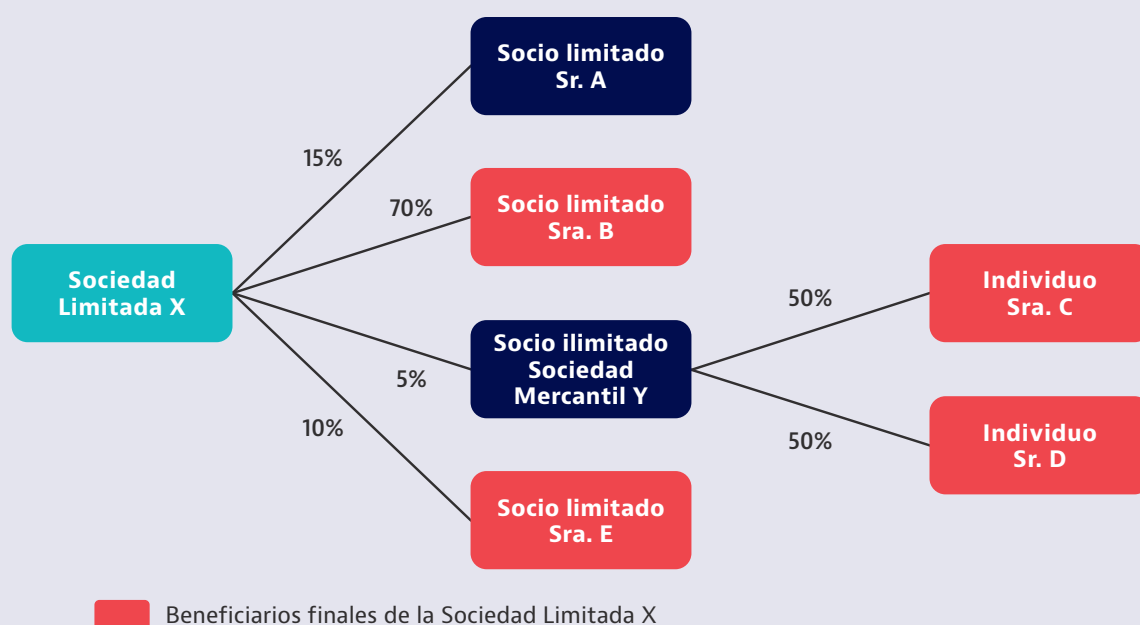 Socio limitado
Sr. A
15%
70%
Socio limitado
Sra. B
Sociedad
Limitada X
50%
Individuo
Sra. C
Socio ilimitado
Sociedad
Mercantil Y
5%
10%
50%
Individuo
Sr. D
Socio limitado
Sra. E
Beneficiarios finales de la Sociedad Limitada X